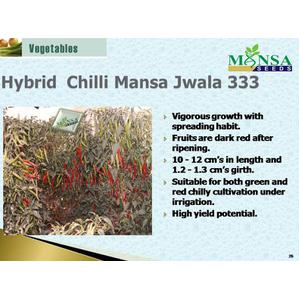 Vegetables
MANSA
SEEDS
Hybrid Chilli Mansa Jwala 333
Vigorous growth with
spreading habit.
Fruits are dark red after
ripening.
10 - 12 cm's in length and
1.2 - 1.3 cm's girth.
Suitable for both green and
red chilly cultivation under
irrigation.
High yield potential.